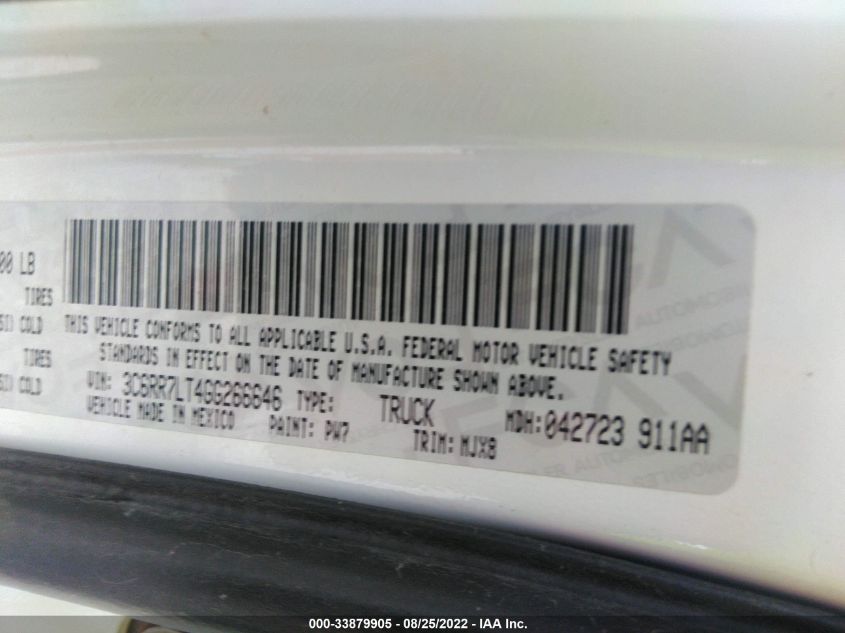 00 LB
TIRES
SI) COLD
TIRES
SI) COLD
THIS VEHICLE CONFORMS TO ALL APPLICABLE U.S.A. FEDERAL MOTOR VEHICLE SAFETY
STANDARDS IN EFFECT ON THE DATE OF MANUFACTURE SHOWN ABOVE.
VIN: 3C6RR7LT4GG266646 TYPE: TRUCK MDH:042723 911AA
VEHICLE MADE IN MEXICO PAINT: PW7 TRIM: MJX8
000-33879905 - 08/25/2022 - IAA Inc.